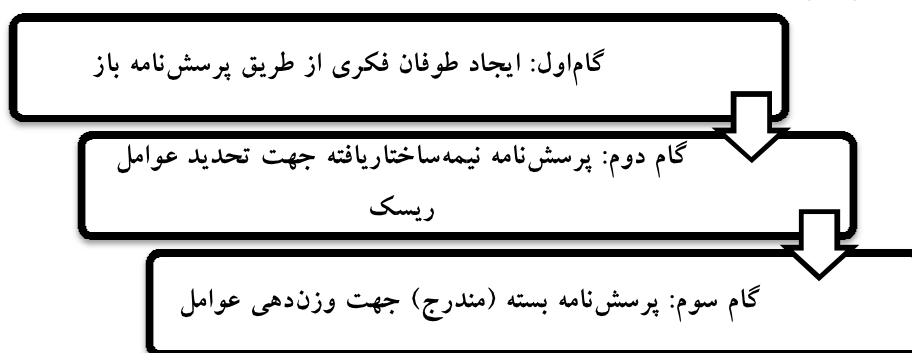 گام‌اول: ایجاد طوفان فکری از طریق پرسش‌نامه باز
گام دوم: پرسش‌نامه نیمه‌ساختاریافته جهت تحدید عوامل
ریسک
گام سوم: پرسش‌نامه بسته (مندرج) جهت وزن‌دهی عوامل